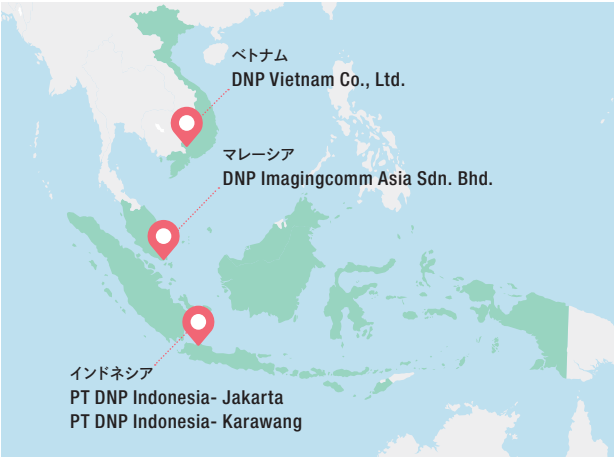 ベトナム
DNP Vietnam Co., Ltd.
マレーシア
DNP Imagingcomm Asia Sdn. Bhd.
インドネシア
PT DNP Indonesia- Jakarta
PT DNP Indonesia- Karawang